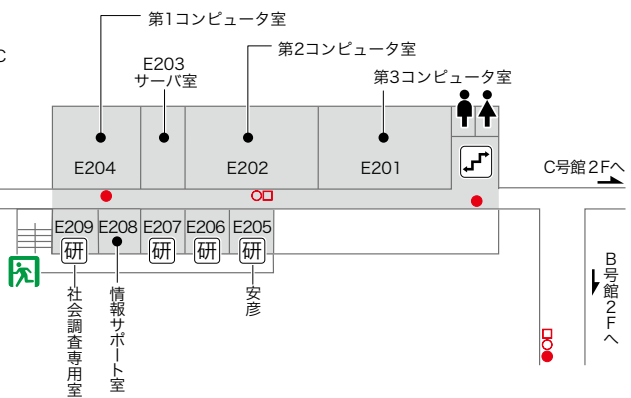 第1コンピュータ室
第2コンピュータ室
C
E203
サーバ室
第3コンピュータ室
E204
E202
E201
C号館2Fへ
E209
E208
E207
E206
E205
研
研
研
研
社会調査専用室
情報サポート室
安彦
B号館2Fへ